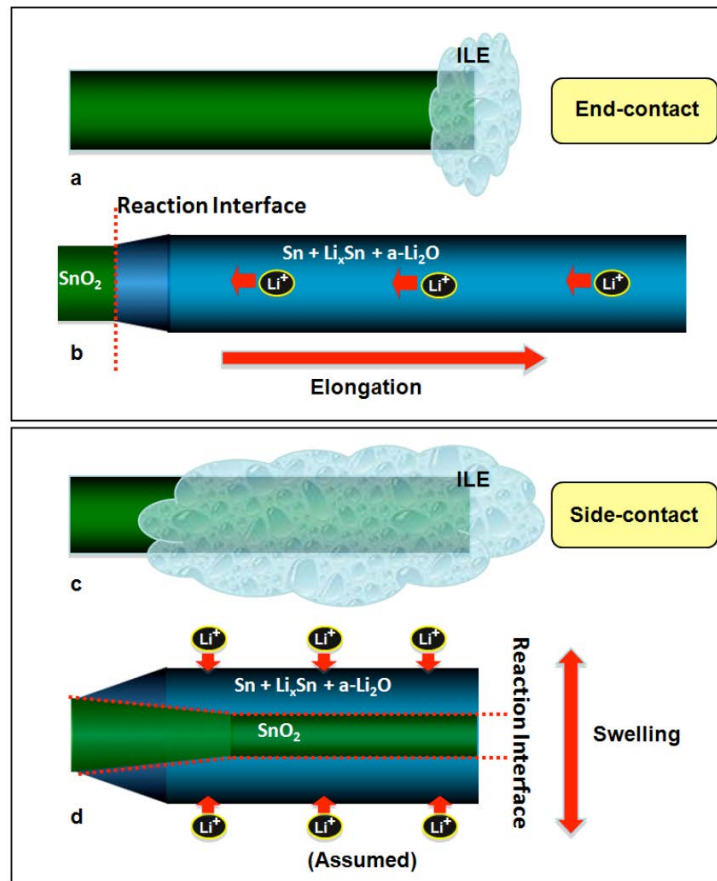 ILE
End-contact
a
Reaction Interface
Sn + LiₓSn + a-Li₂O
SnO₂
Li⁺
Li⁺
Li⁺
b
Elongation
ILE
Side-contact
c
Li⁺
Li⁺
Li⁺
Sn + LiₓSn + a-Li₂O
SnO₂
Reaction Interface
Swelling
d
Li⁺
Li⁺
Li⁺
(Assumed)